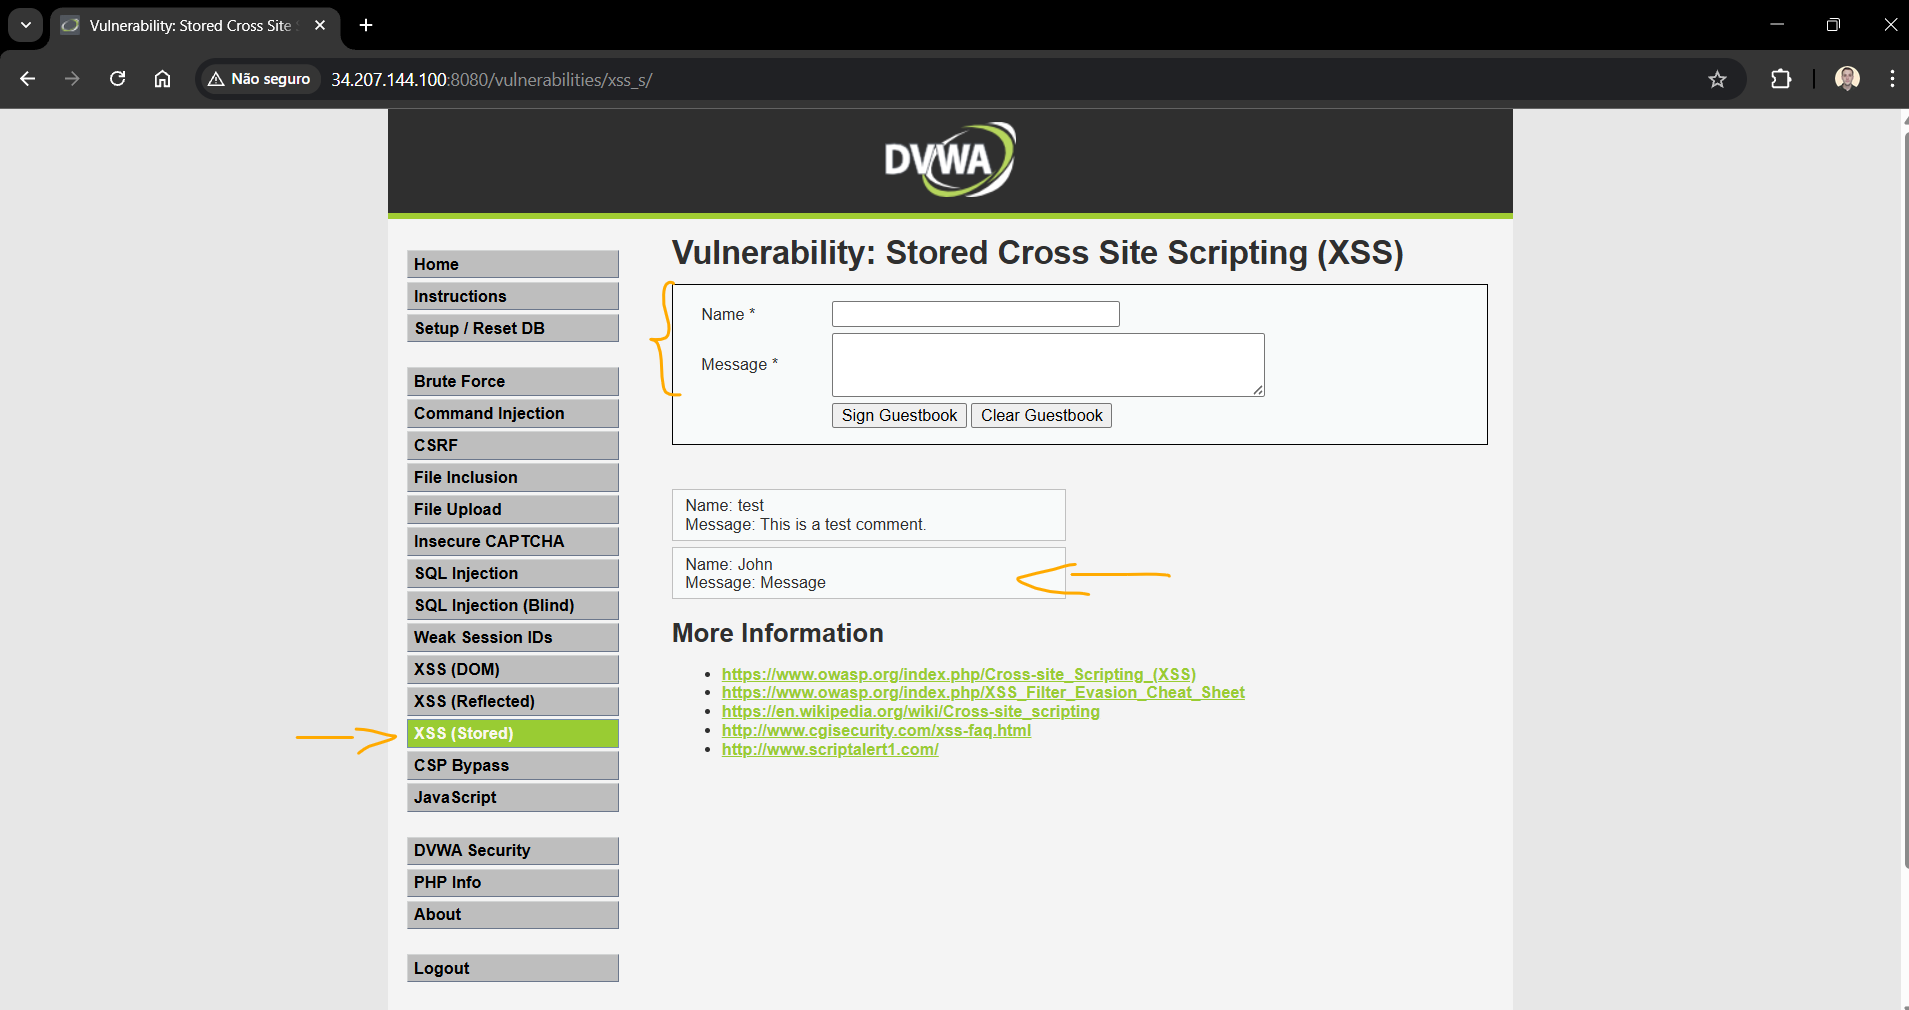 Vulnerability: Stored Cross Site
Não seguro
34.207.144.100:8080/vulnerabilities/xss_s/
DVWA
Home
Instructions
Setup / Reset DB
Brute Force
Command Injection
CSRF
File Inclusion
File Upload
Insecure CAPTCHA
SQL Injection
SQL Injection (Blind)
Weak Session IDs
XSS (DOM)
XSS (Reflected)
XSS (Stored)
CSP Bypass
JavaScript
DVWA Security
PHP Info
About
Logout
Vulnerability: Stored Cross Site Scripting (XSS)
Name *
Message *
Sign Guestbook Clear Guestbook
Name: test
Message: This is a test comment.
Name: John
Message: Message
More Information
https://www.owasp.org/index.php/Cross-site_Scripting_(XSS)
https://www.owasp.org/index.php/XSS_Filter_Evasion_Cheat_Sheet
https://en.wikipedia.org/wiki/Cross-site_scripting
http://www.cgisecurity.com/xss-faq.html
http://www.scriptalert1.com/